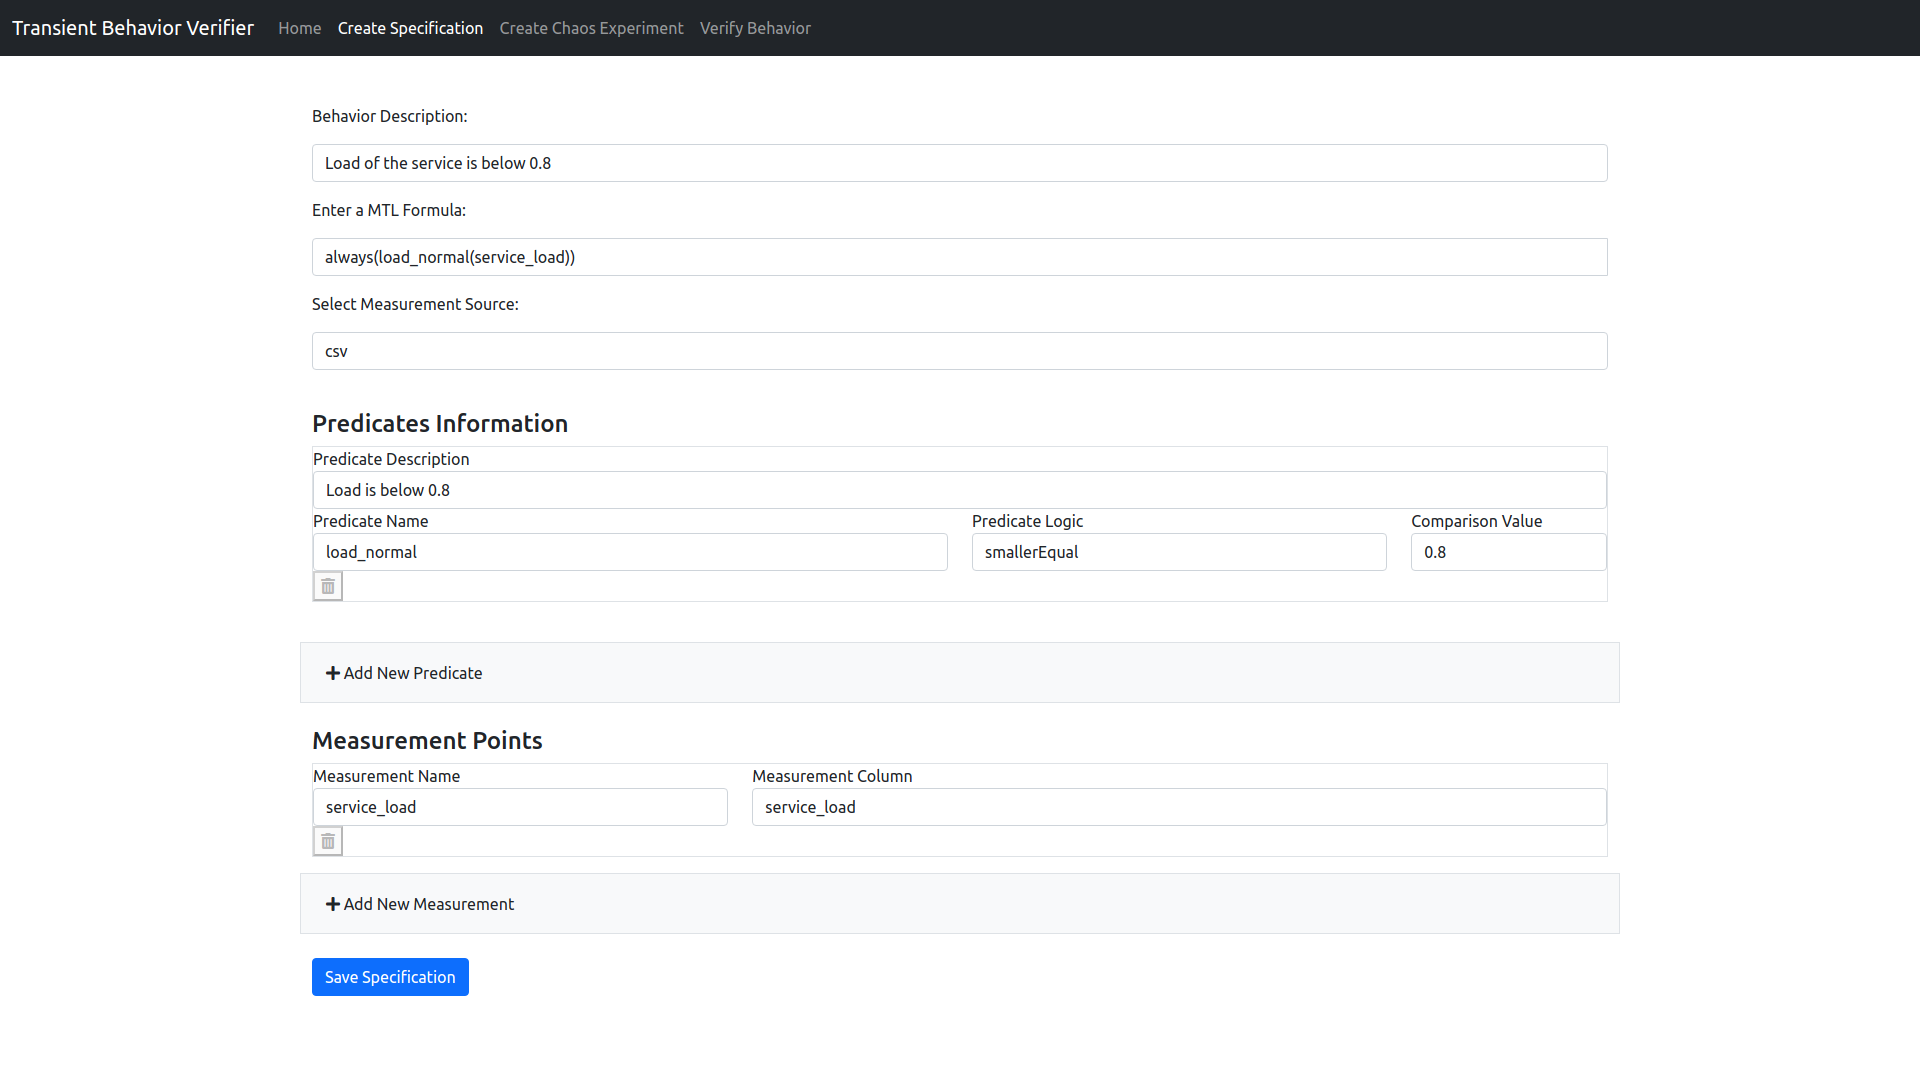 Transient Behavior Verifier Home Create Specification Create Chaos Experiment Verify Behavior
Behavior Description:
Load of the service is below 0.8
Enter a MTL Formula:
always(load_normal(service_load))
Select Measurement Source:
csv
Predicates Information
Predicate Description
Load is below 0.8
Predicate Name Predicate Logic Comparison Value
load_normal smallerEqual 0.8
Add New Predicate
Measurement Points
Measurement Name Measurement Column
service_load service_load
Add New Measurement
Save Specification